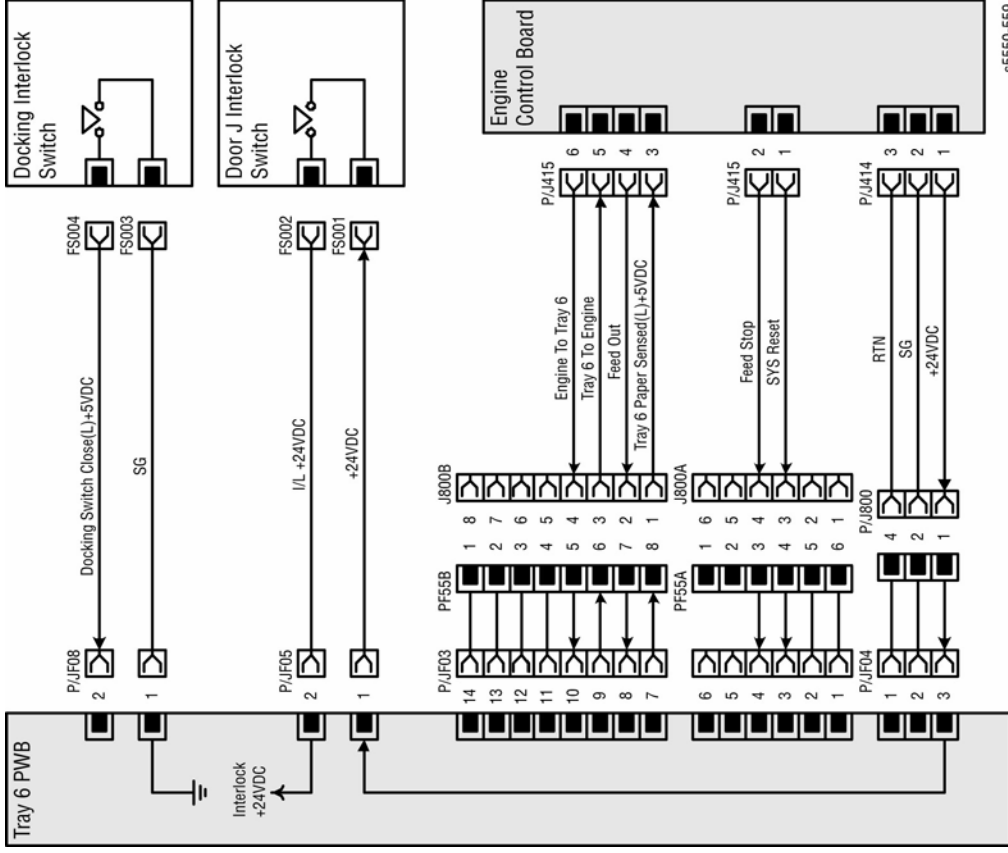 Docking Interlock
Switch
FS004
FS003
Docking Switch Close(L)+5VDC
SG
P/JF08
2
1
Door J Interlock
Switch
FS002
FS001
I/L +24VDC
+24VDC
P/JF05
2
1
Tray 6 PWB
Interlock
+24VDC
Engine
Control Board
P/J415
6
5
4
3
Engine To Tray 6
Tray 6 To Engine
Feed Out
Tray 6 Paper Sensed(L)+5VDC
J800B
8
7
6
5
4
3
2
1
PF55B
1
2
3
4
5
6
7
8
P/JF03
14
13
12
11
10
9
8
7
P/J415
2
1
Feed Stop
SYS Reset
J800A
6
5
4
3
2
1
PF55A
1
2
3
4
5
6
6
5
4
3
2
1
P/J414
3
2
1
RTN
SG
+24VDC
P/J800
4
2
1
P/JF04
1
2
3